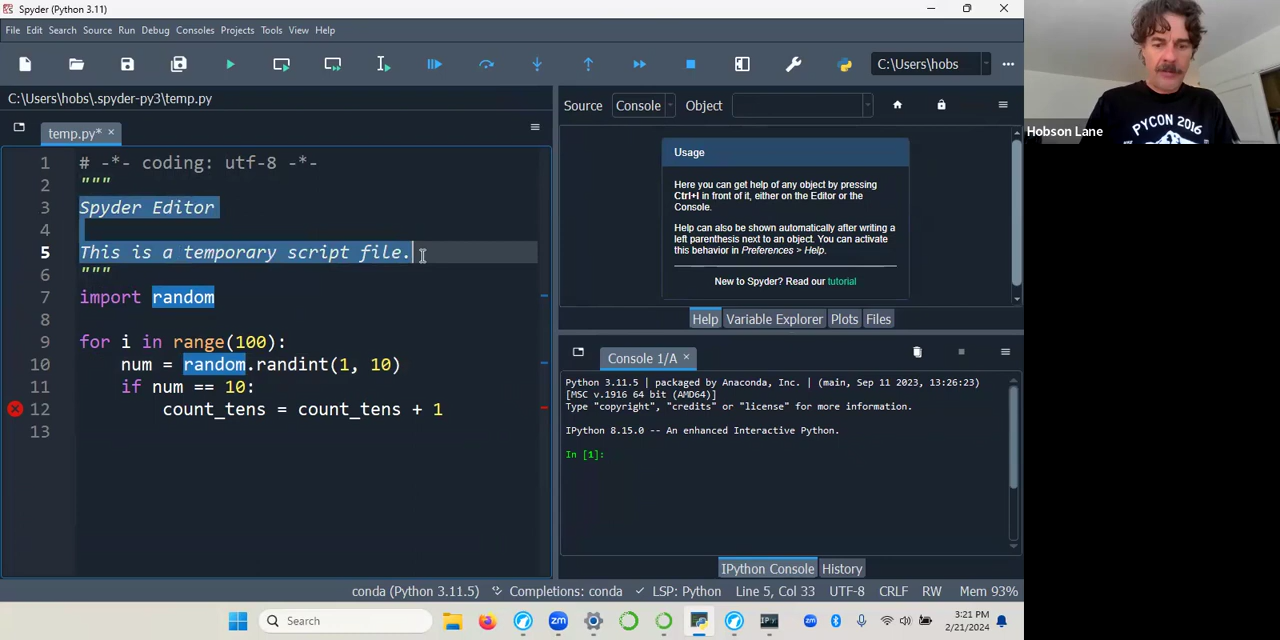 Spyder (Python 3.11)
File Edit Search Source Run Debug Consoles Projects Tools View Help
C:\Users\hobs
C:\Users\hobs\.spyder-py3\temp.py
temp.py*
1 # -*- coding: utf-8 -*-
2 """
3 Spyder Editor
4
5 This is a temporary script file.
6 """
7 import random
8
9 for i in range(100):
10 num = random.randint(1, 10)
11 if num == 10:
12 count_tens = count_tens + 1
13
Source Console Object
Usage
Here you can get help of any object by pressing
Ctrl+I in front of it, either on the Editor or the
Console.
Help can also be shown automatically after writing a
left parenthesis next to an object. You can activate
this behavior in Preferences > Help.
New to Spyder? Read our tutorial
Help Variable Explorer Plots Files
Console 1/A
Python 3.11.5 | packaged by Anaconda, Inc. | (main, Sep 11 2023, 13:26:23)
[MSC v.1916 64 bit (AMD64)]
Type "copyright", "credits" or "license" for more information.
IPython 8.15.0 -- An enhanced Interactive Python.
In [1]:
IPython Console History
conda (Python 3.11.5) Completions: conda LSP: Python Line 5, Col 33 UTF-8 CRLF RW Mem 93%
Search
zm
IPy
zm
3:21 PM
2/21/2024
PYCON 2016
Hobson Lane